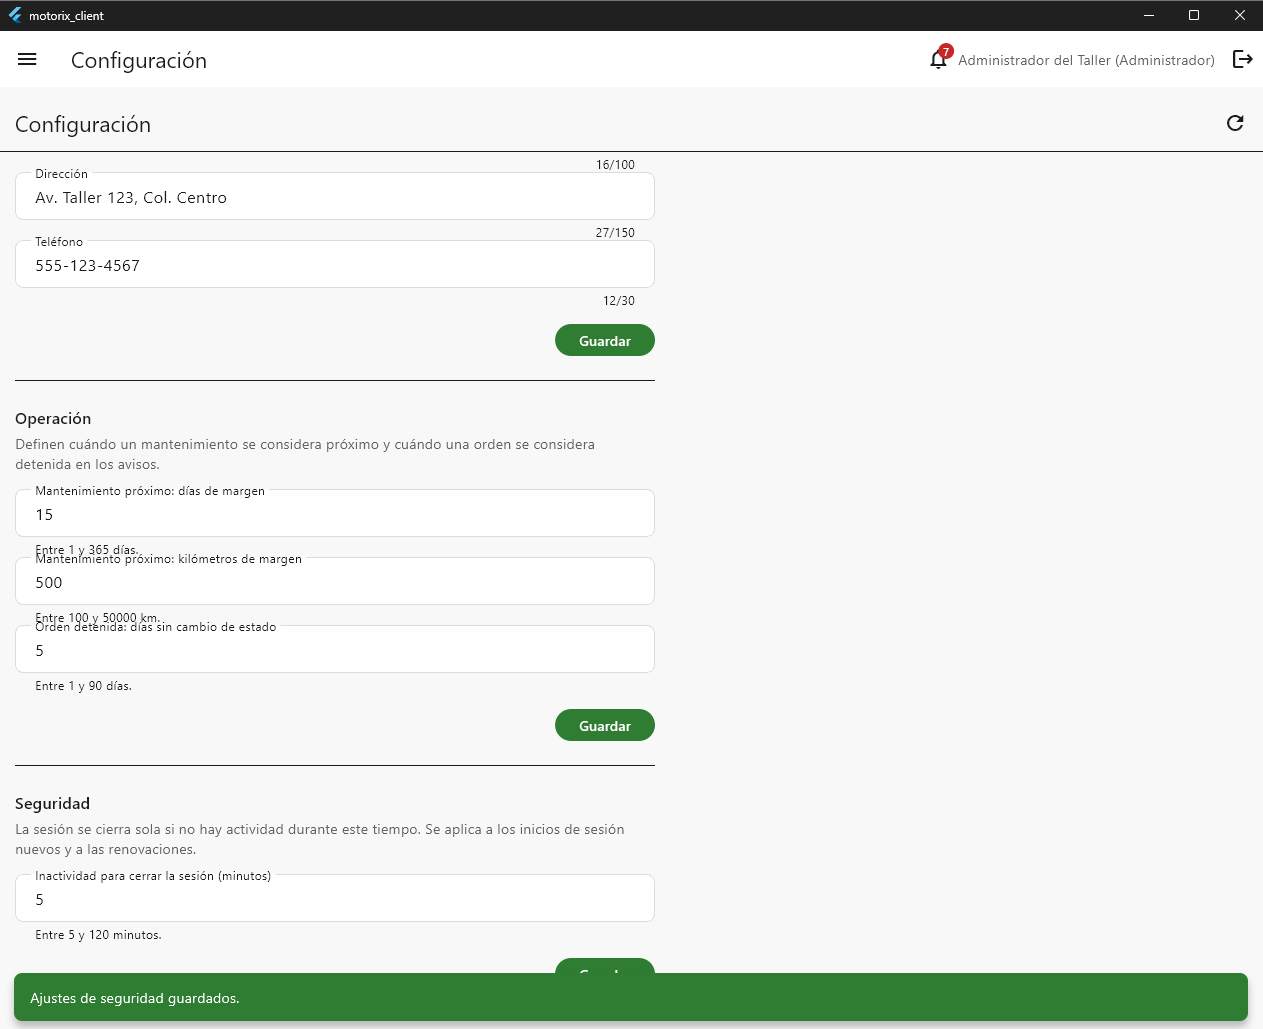 motorix_client
Configuración
7
Administrador del Taller (Administrador)
Configuración
16/100
Dirección
Av. Taller 123, Col. Centro
27/150
Teléfono
555-123-4567
12/30
Guardar
Operación
Definen cuándo un mantenimiento se considera próximo y cuándo una orden se considera
detenida en los avisos.
Mantenimiento próximo: días de margen
15
Entre 1 y 365 días.
Mantenimiento próximo: kilómetros de margen
500
Entre 100 y 50000 km.
Orden detenida: días sin cambio de estado
5
Entre 1 y 90 días.
Guardar
Seguridad
La sesión se cierra sola si no hay actividad durante este tiempo. Se aplica a los inicios de sesión
nuevos y a las renovaciones.
Inactividad para cerrar la sesión (minutos)
5
Entre 5 y 120 minutos.
Ajustes de seguridad guardados.